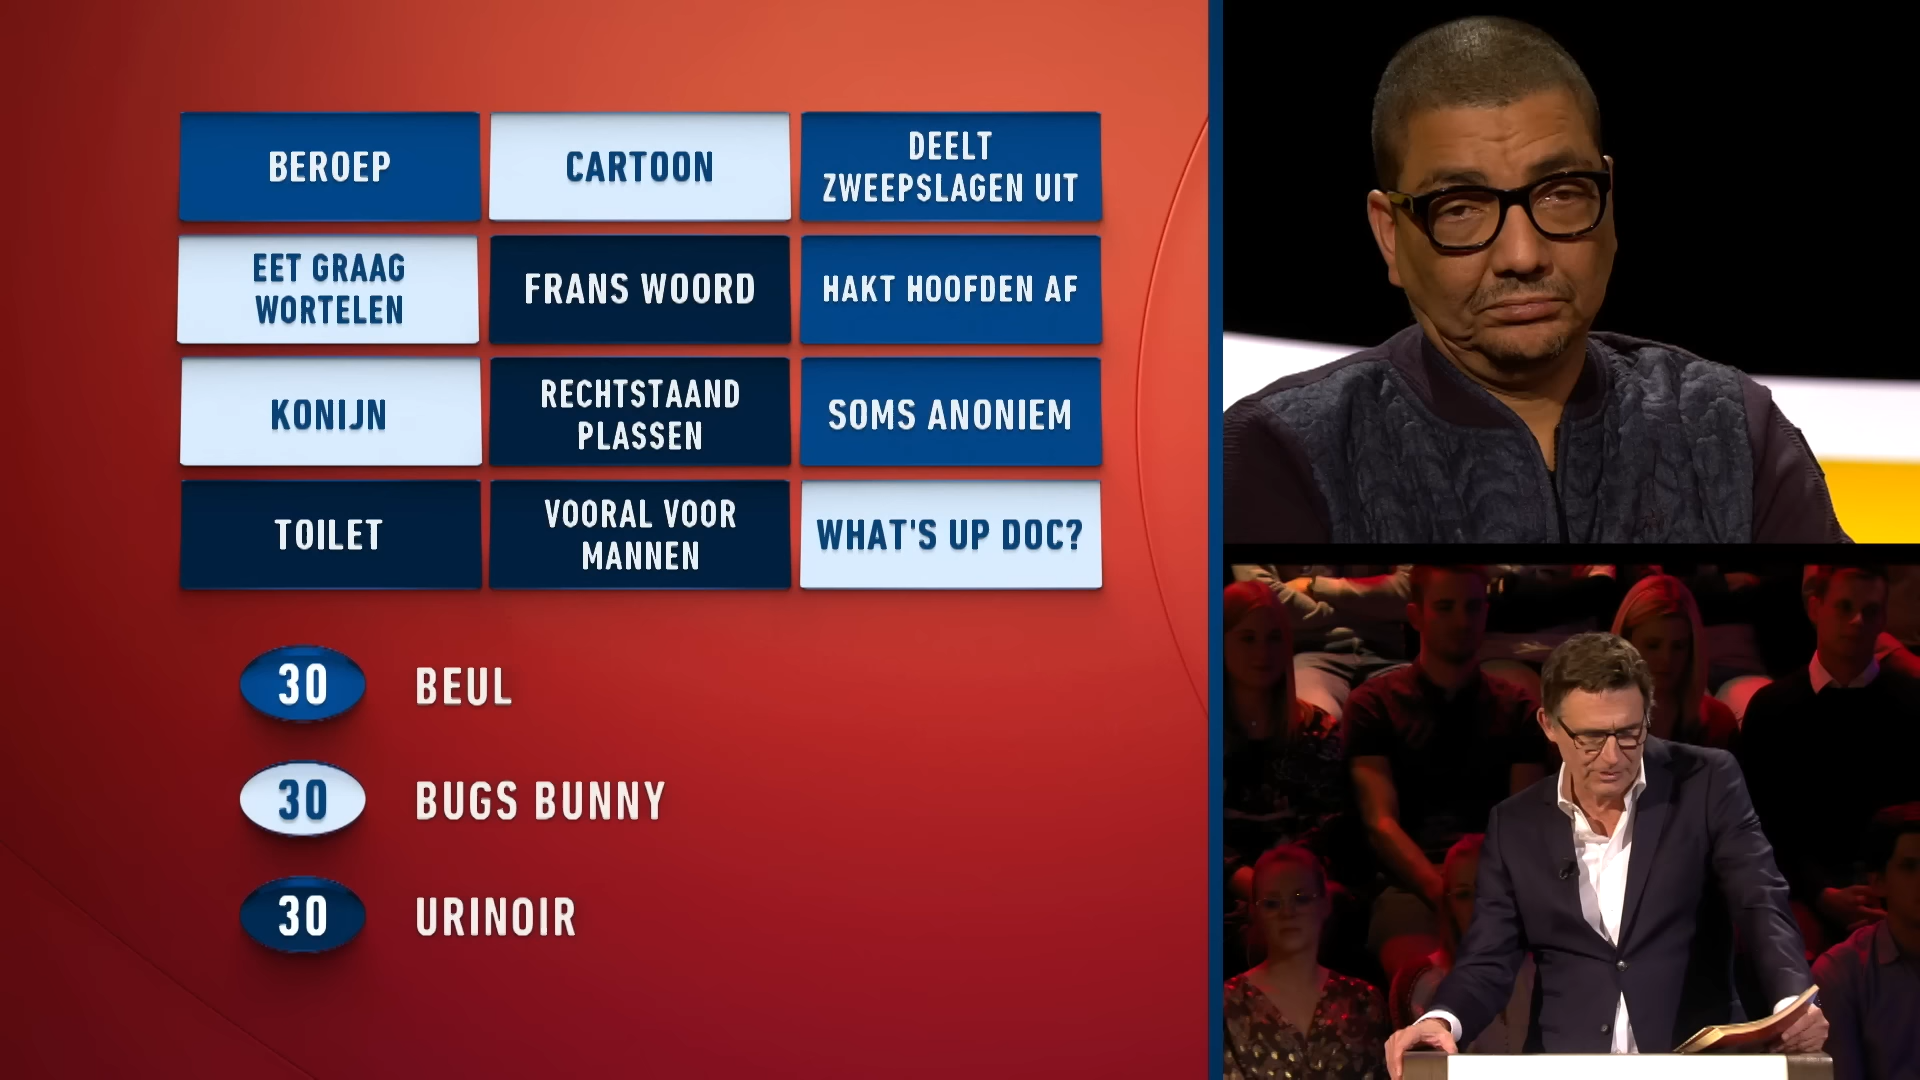 BEROEP
CARTOON
DEELT
ZWEEPSLAGEN UIT
EET GRAAG
WORTELEN
FRANS WOORD
HAKT HOOFDEN AF
KONIJN
RECHTSTAAND
PLASSEN
SOMS ANONIEM
TOILET
VOORAL VOOR
MANNEN
WHAT'S UP DOC?
30 BEUL
30 BUGS BUNNY
30 URINOIR